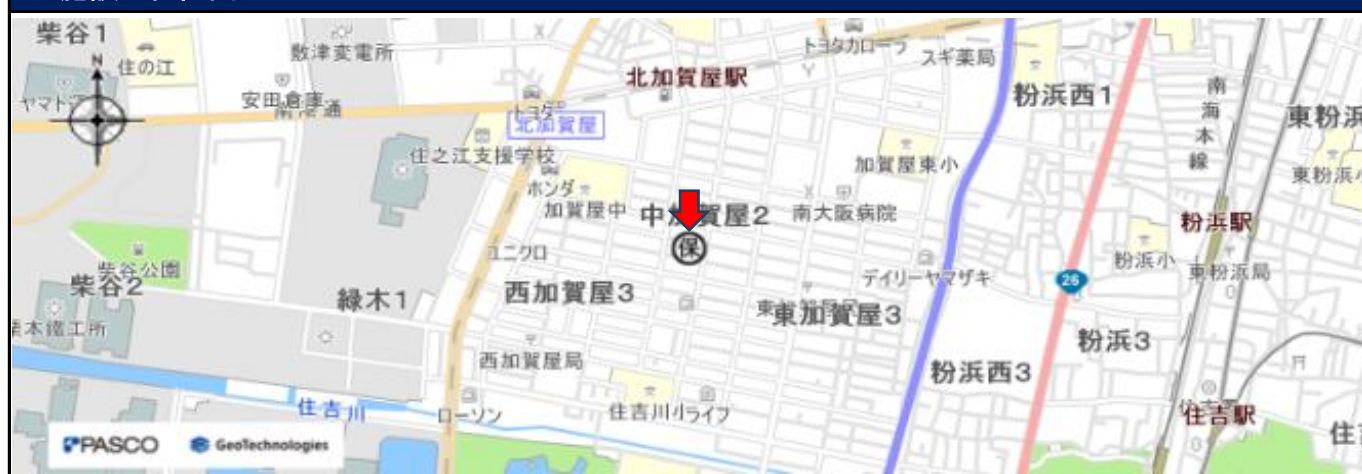 柴谷1
敷津変電所
トヨタカローラ
スギ薬局
N
住の江
北加賀屋駅
粉浜西1
南海本線
安田倉庫
南港通
トヨタ
北加賀屋
東粉浜
住之江支援学校
加賀屋東小
東粉浜小
ホンダ
加賀屋中
中加賀屋2
南大阪病院
粉浜駅
保
ユニクロ
粉浜小
東粉浜局
柴谷公園
柴谷2
緑木1
西加賀屋3
デイリーヤマザキ
26
東加賀屋3
粉浜3
西加賀屋局
粉浜西3
住吉川
ローソン
住吉川小
ライフ
住吉駅
PASCO
GeoTechnologies